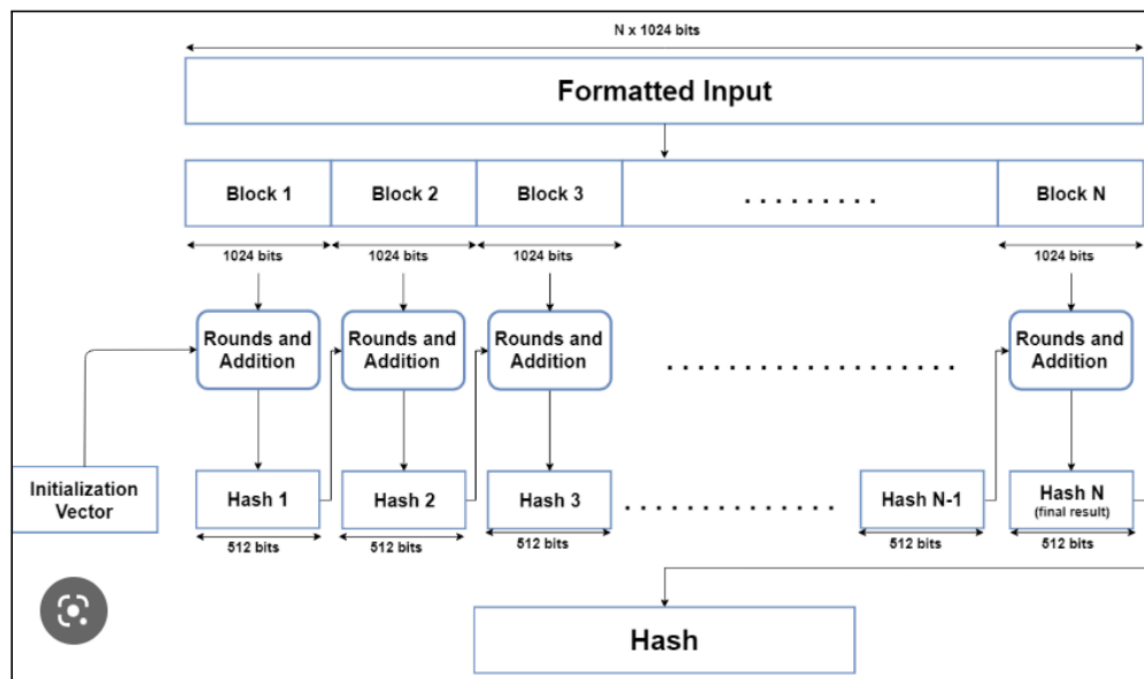 N x 1024 bits
Formatted Input
Block 1
Block 2
Block 3
. . . . . . . . .
Block N
1024 bits
1024 bits
1024 bits
1024 bits
Rounds and
Addition
Rounds and
Addition
Rounds and
Addition
. . . . . . . . . . . . . . . . . . . .
Rounds and
Addition
Initialization
Vector
Hash 1
Hash 2
Hash 3
. . . . . . . . . . . . . .
Hash N-1
Hash N
(final result)
512 bits
512 bits
512 bits
512 bits
512 bits
Hash